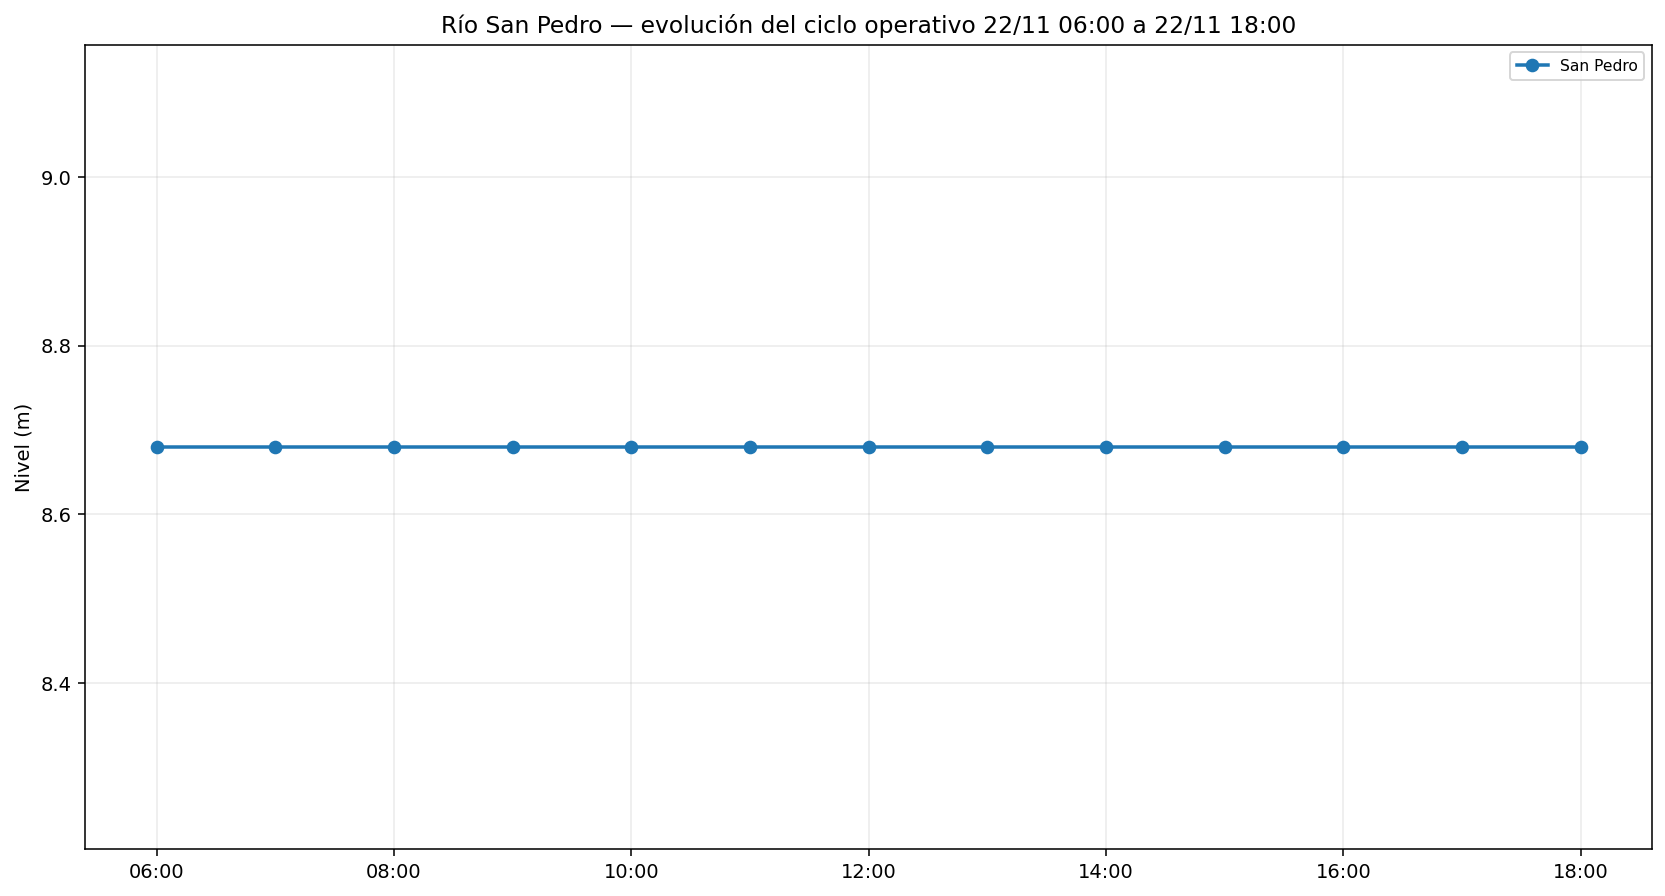 Río San Pedro — evolución del ciclo operativo 22/11 06:00 a 22/11 18:00
San Pedro
Nivel (m)
9.0
8.8
8.6
8.4
06:00 08:00 10:00 12:00 14:00 16:00 18:00